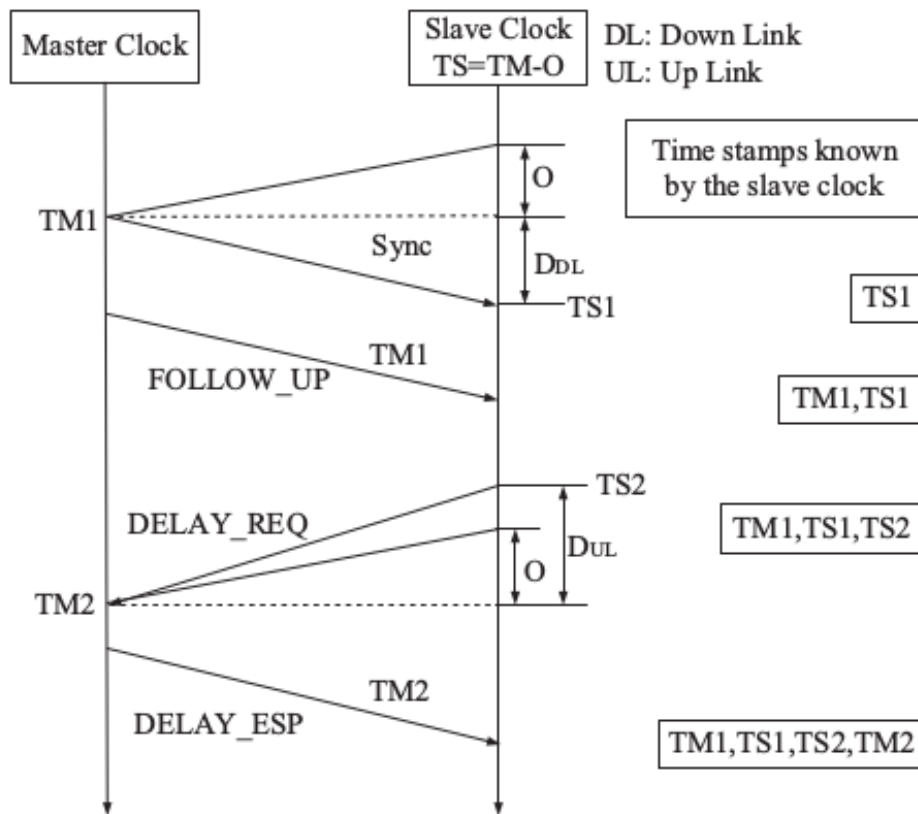 Master Clock
Slave Clock
TS=TM-O
DL: Down Link
UL: Up Link
Time stamps known
by the slave clock
O
TM1
Sync
DDL
TS1
TS1
TM1
FOLLOW_UP
TM1,TS1
TS2
DELAY_REQ
TM1,TS1,TS2
DUL
O
TM2
TM2
DELAY_ESP
TM1,TS1,TS2,TM2